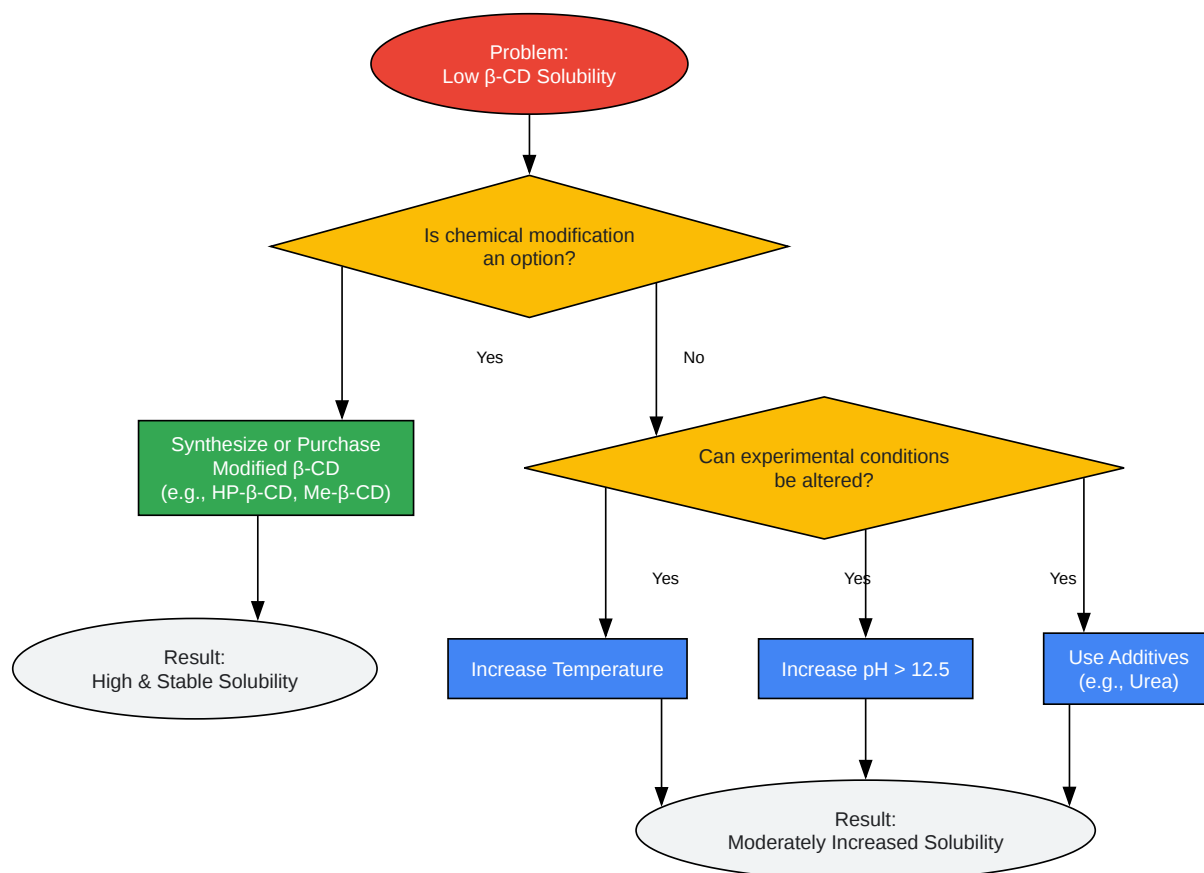 Problem:
Low β-CD Solubility
Is chemical modification
an option?
Yes
No
Synthesize or Purchase
Modified β-CD
(e.g., HP-β-CD, Me-β-CD)
Can experimental conditions
be altered?
Yes
Yes
Yes
Result:
High & Stable Solubility
Increase Temperature
Increase pH > 12.5
Use Additives
(e.g., Urea)
Result:
Moderately Increased Solubility